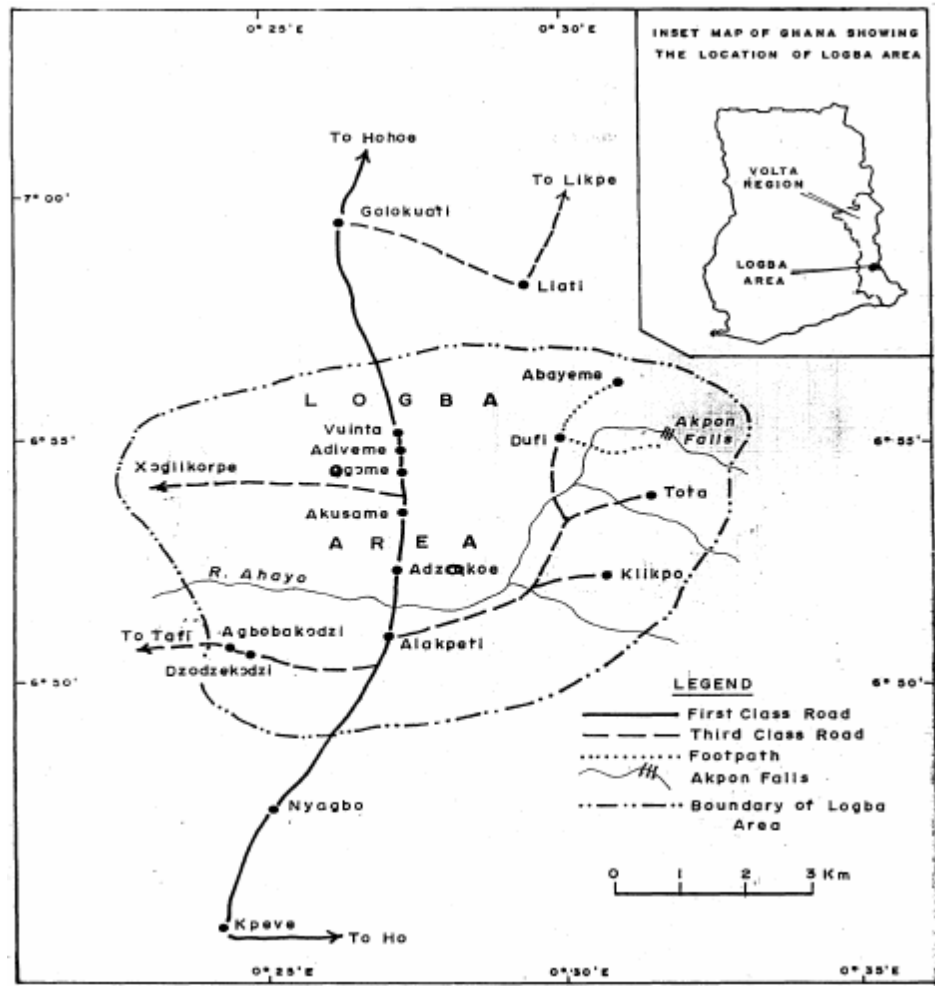 0° 25' E
0° 30' E
INSET MAP OF GHANA SHOWING
THE LOCATION OF LOGBA AREA
VOLTA
REGION
LOGBA
AREA
To Hohoe
To Likpe
7° 00'
Golokuati
Liati
Abayeme
L O G B A
Vuinta
6° 55'
Adiveme
Dufi
Akpon
Falls
6° 55'
Xɔglikorpe
Ogɔme
Tota
Akusame
A R E A
R. Ahayo
Klikpo
To Tafi
Agbobakɔdzi
Alakpeti
Dzodzekɔdzi
6° 50'
6° 50'
LEGEND
First Class Road
Third Class Road
Footpath
Akpon Falls
Boundary of Logba
Area
Nyagbo
0 1 2 3 Km
Kpeve
To Ho
0° 25' E
0° 30' E
0° 35' E